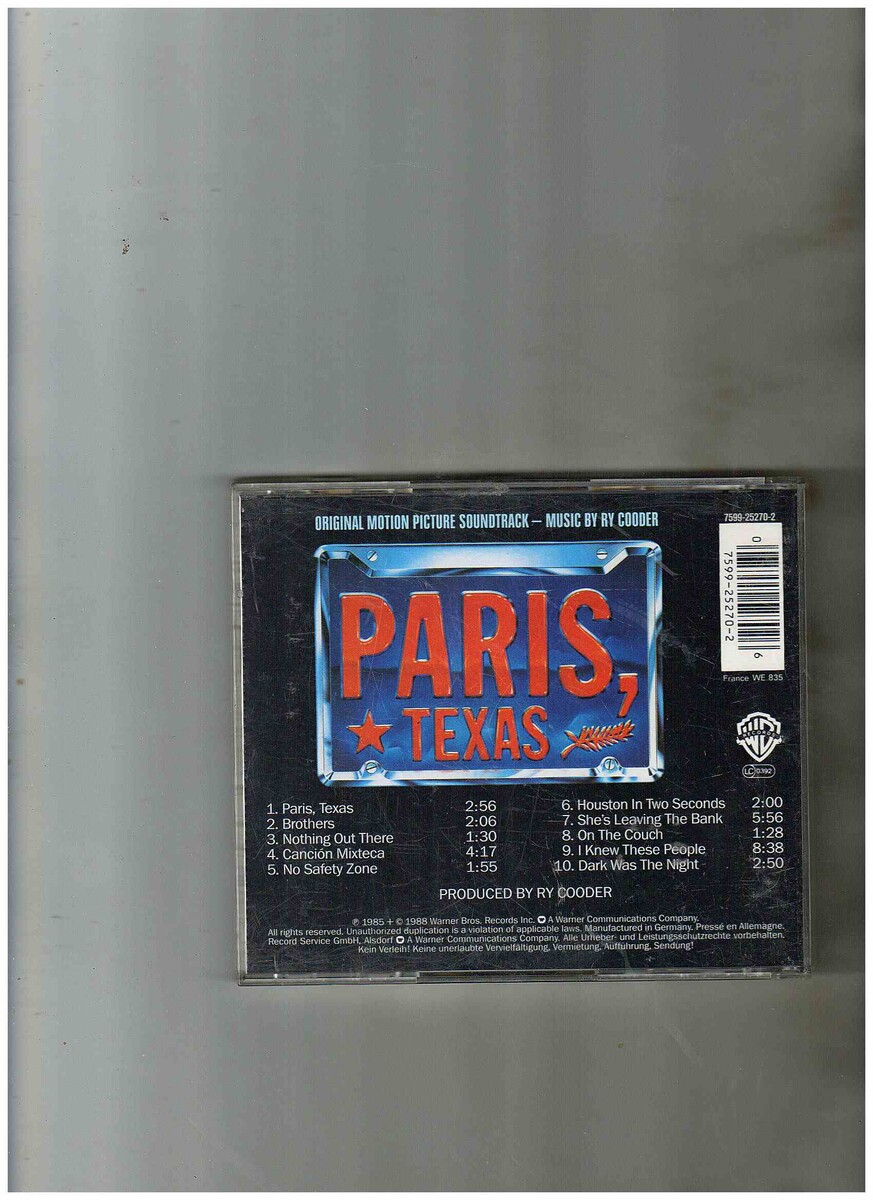 ORIGINAL MOTION PICTURE SOUNDTRACK – MUSIC BY RY COODER
7599-25270-2
0
7599-25270-2
6
France WE 835
PARIS,
TEXAS
WB
RECORDS
LC 0392
1. Paris, Texas 2:56
2. Brothers 2:06
3. Nothing Out There 1:30
4. Canción Mixteca 4:17
5. No Safety Zone 1:55
6. Houston In Two Seconds 2:00
7. She's Leaving The Bank 5:56
8. On The Couch 1:28
9. I Knew These People 8:38
10. Dark Was The Night 2:50
PRODUCED BY RY COODER
℗ 1985 + © 1988 Warner Bros. Records Inc. A Warner Communications Company.
All rights reserved. Unauthorized duplication is a violation of applicable laws. Manufactured in Germany. Pressé en Allemagne.
Record Service GmbH, Alsdorf A Warner Communications Company. Alle Urheber- und Leistungsschutzrechte vorbehalten.
Kein Verleih! Keine unerlaubte Vervielfältigung, Vermietung, Aufführung, Sendung!